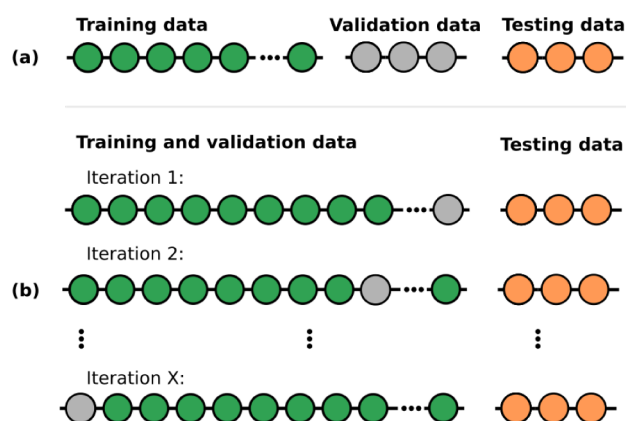 Training data Validation data Testing data
(a)
Training and validation data Testing data
Iteration 1:
Iteration 2:
(b)
Iteration X: